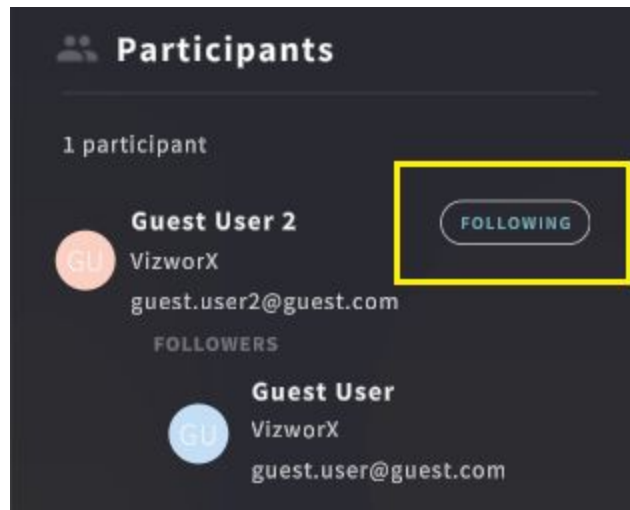 Participants
1 participant
Guest User 2
FOLLOWING
GU
VizworX
guest.user2@guest.com
FOLLOWERS
Guest User
GU
VizworX
guest.user@guest.com